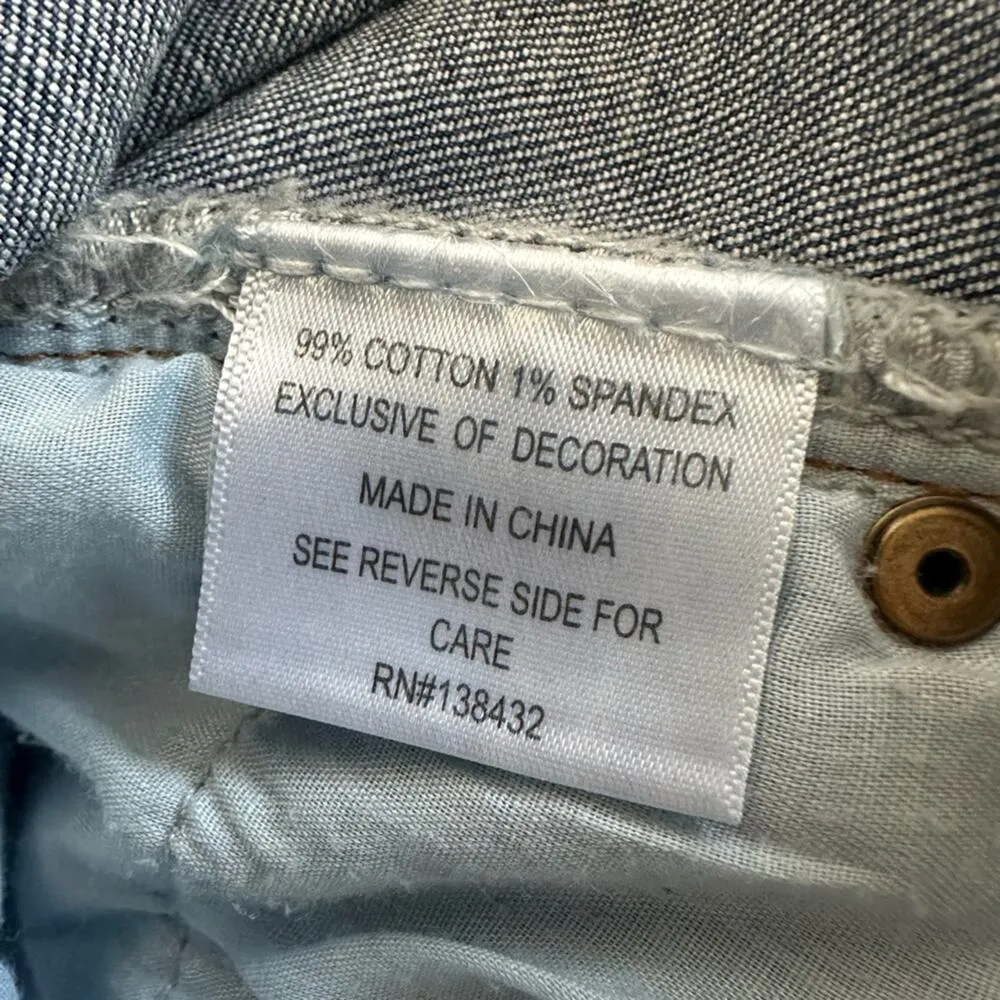 99% COTTON 1% SPANDEX
EXCLUSIVE OF DECORATION
MADE IN CHINA
SEE REVERSE SIDE FOR
CARE
RN#138432